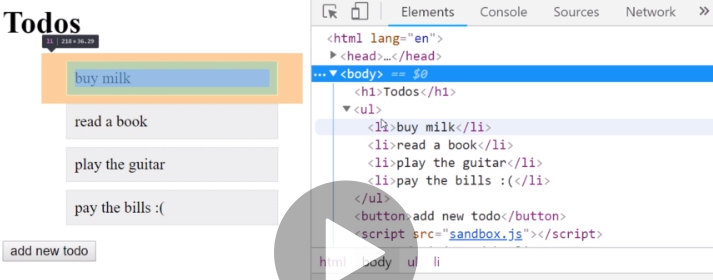 Todos
li | 218×36.29
buy milk
read a book
play the guitar
pay the bills :(
add new todo
Elements Console Sources Network »
<html lang="en">
▶<head>…</head>
…▼<body> == $0
<h1>Todos</h1>
▼<ul>
<li>buy milk</li>
<li>read a book</li>
<li>play the guitar</li>
<li>pay the bills :(</li>
</ul>
<button>add new todo</button>
<script src="sandbox.js"></script>
html body ul li